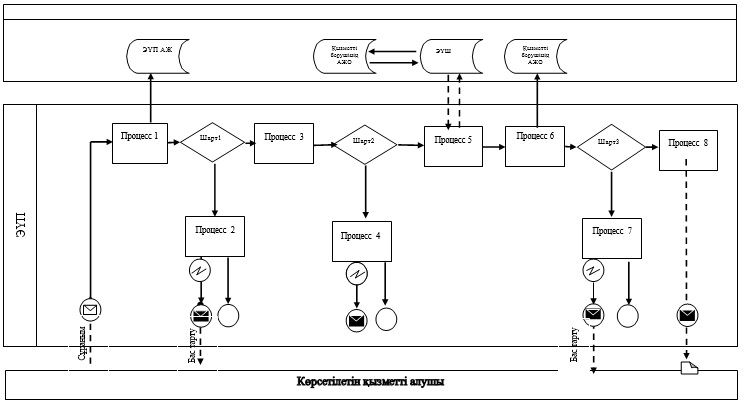 ЭҮП АЖ
Қызметті
берушінің
АЖО
ЭҮШ
Қызметті
берушінің
АЖО
ЭҮП
Процесс 1
Шарт1
Процесс 3
Шарт2
Процесс 5
Процесс 6
Шарт3
Процесс 8
Процесс 2
Процесс 4
Процесс 7
Сұраным
Бас тарту
Бас тарту
Көрсетілетін қызметті алушы